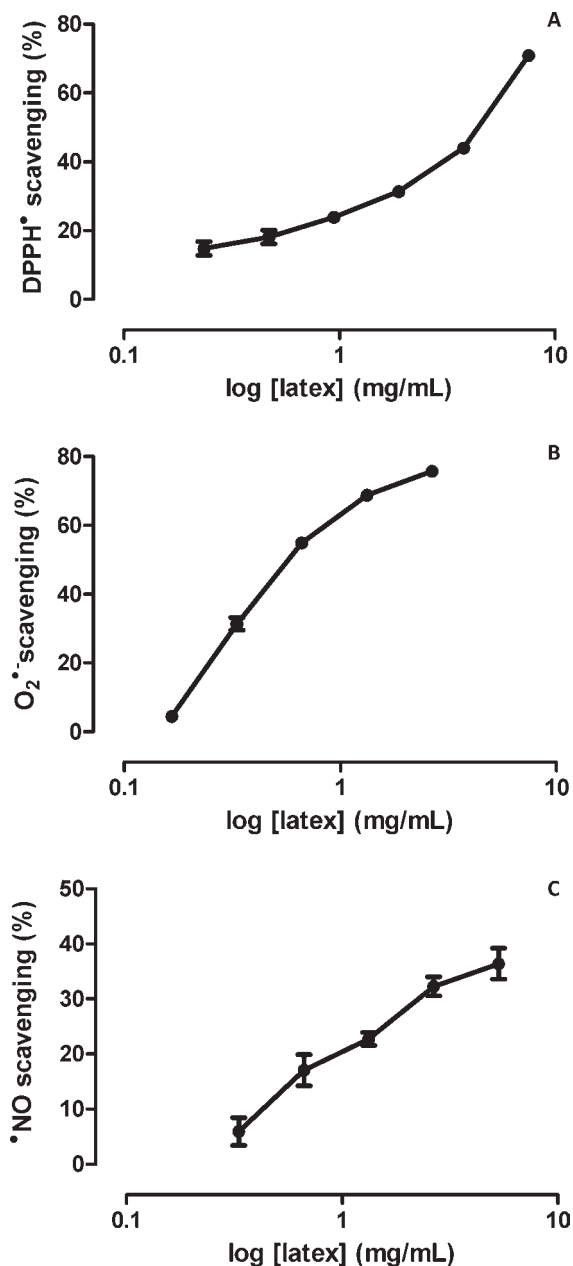 A
80
60
40
20
0
DPPH• scavenging (%)
0.1 1 10
log [latex] (mg/mL)
B
80
60
40
20
0
O₂•⁻scavenging (%)
0.1 1 10
log [latex] (mg/mL)
C
50
40
30
20
10
0
•NO scavenging (%)
0.1 1 10
log [latex] (mg/mL)